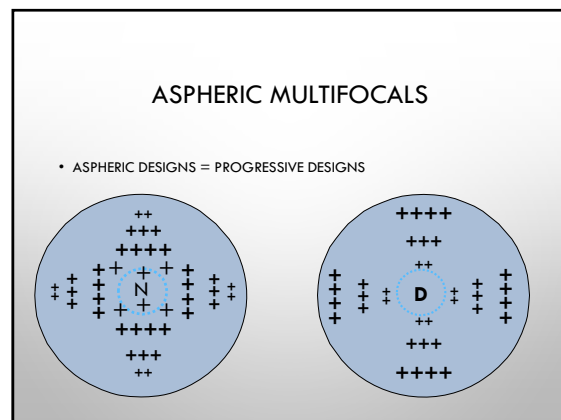 ASPHERIC MULTIFOCALS
• ASPHERIC DESIGNS = PROGRESSIVE DESIGNS
++ ++++
+++ +++
++++ ++
++ +++ ++++ + + + + + ++++ +++ ++ ++++ +++ ++ ++ +++ ++++
N D
+ + +
++++ ++
+++ +++
++ ++++